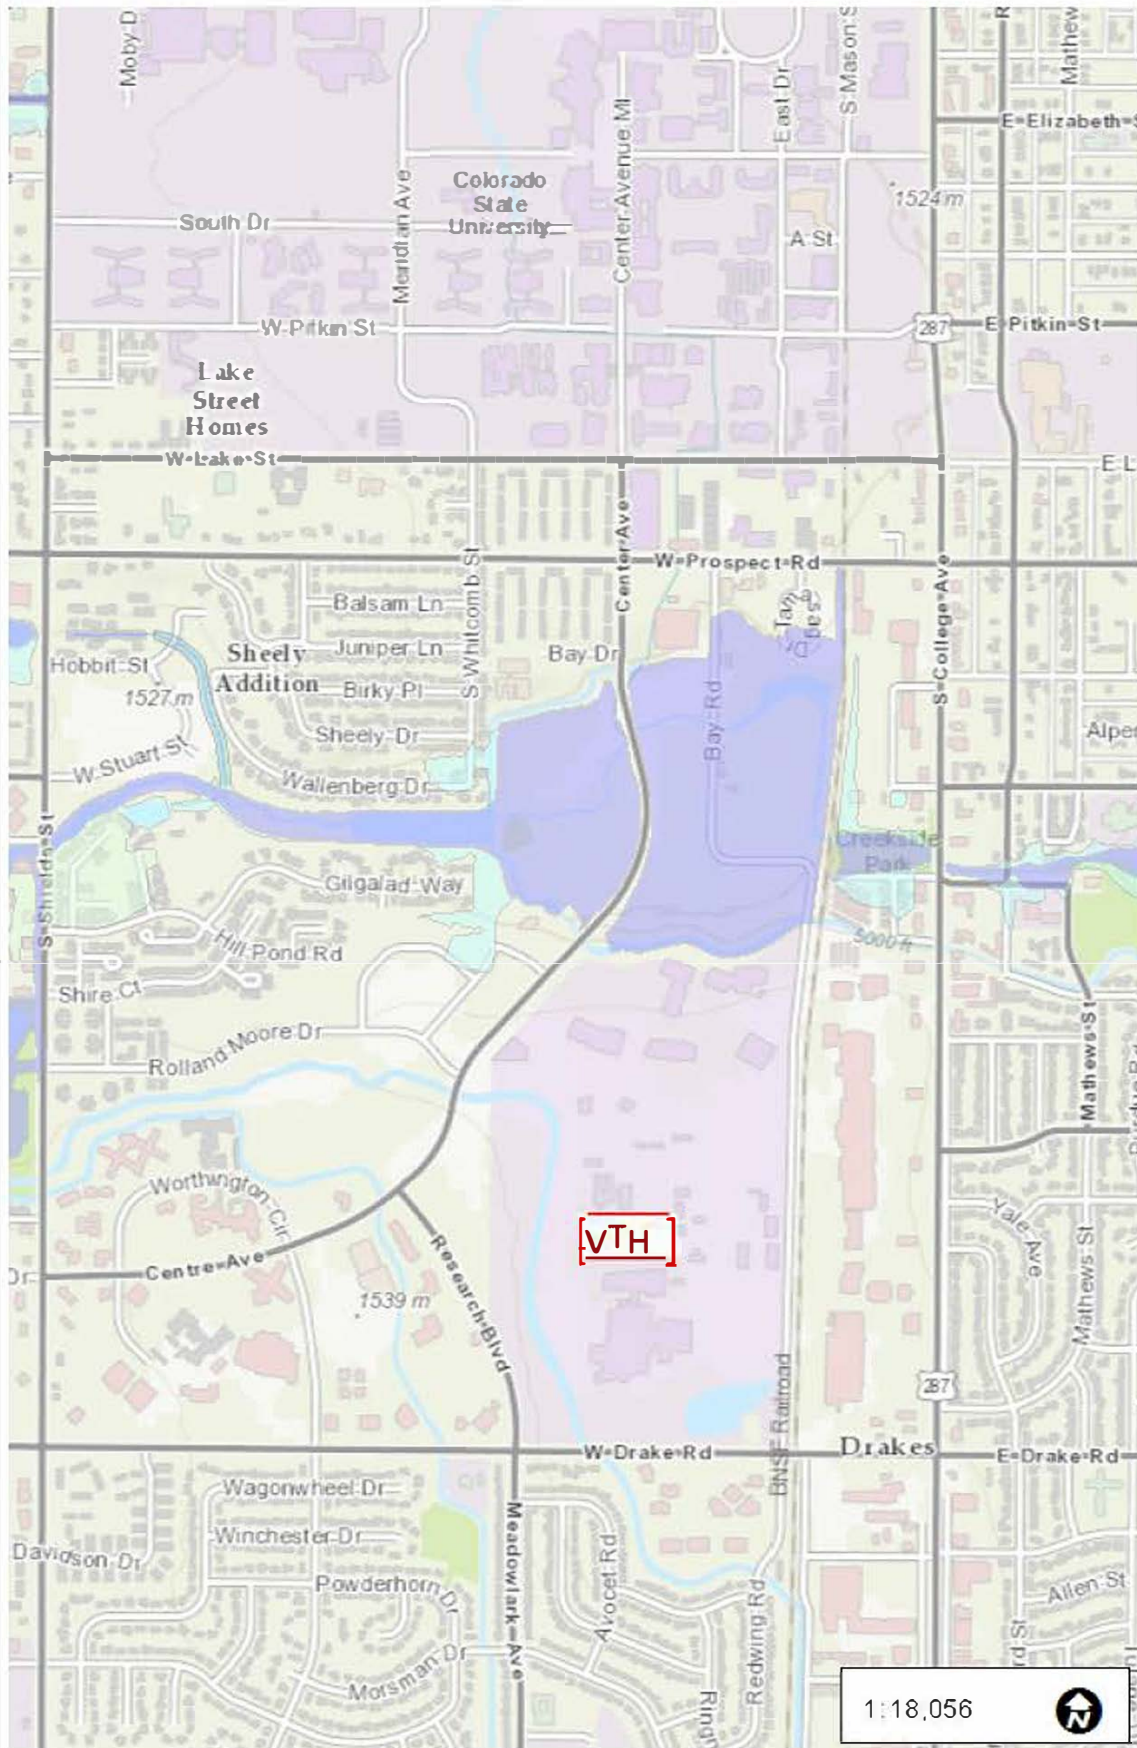 Moby D
S Mason S
Mathew
East Dr
E Elizabeth S
Center Avenue Ml
Meridian Ave
Colorado
State
University
1524 m
South Dr
A St
W Pitkin St
287
E Pitkin St
Lake
Street
Homes
W Lake St
E L
Center Ave
W Prospect Rd
S Whitcomb St
S College Ave
Balsam Ln
Juniper Ln
Sheely
Addition
Hobbit St
Bay Dr
Birky Pl
1527 m
Bay Rd
Sheely Dr
Alpe
W Stuart St
Wallenberg Dr
S Shields St
Creekside
Park
Gilgalad Way
Hill Pond Rd
5000 ft
Shire Ct
Rolland Moore Dr
Mathews St
Worthington Cir
Yale Ave
VTH
Centre Ave
Dr
Research Blvd
1539 m
Mathews St
287
BNSF Railroad
W Drake Rd
Drakes
E Drake Rd
Wagonwheel Dr
Winchester Dr
Meadowlark Ave
Davidson Dr
Avocet Rd
Powderhorn Dr
Allen St
Redwing Rd
rd St
Morsman Dr
Ring
1:18,056
N